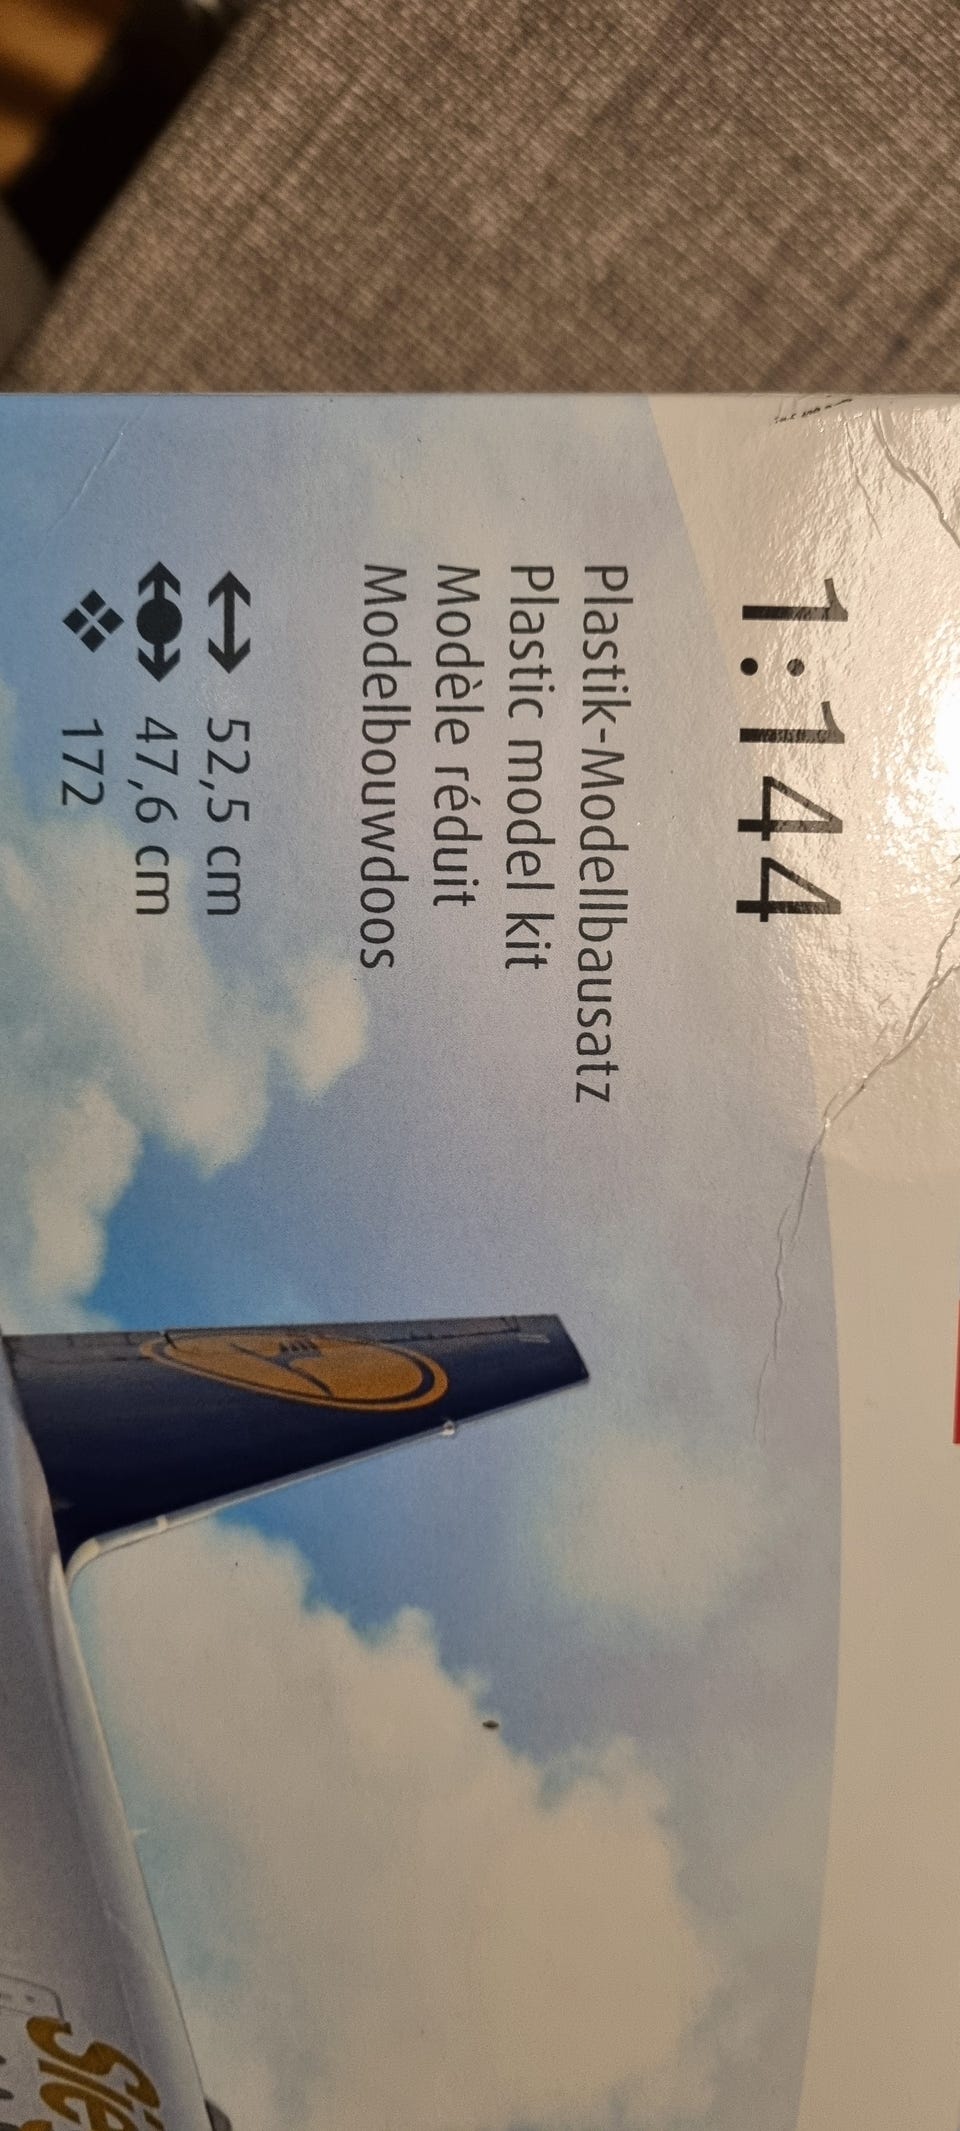 1:144
Plastik-Modellbausatz
Plastic model kit
Modèle réduit
Modelbouwdoos
52,5 cm
47,6 cm
172